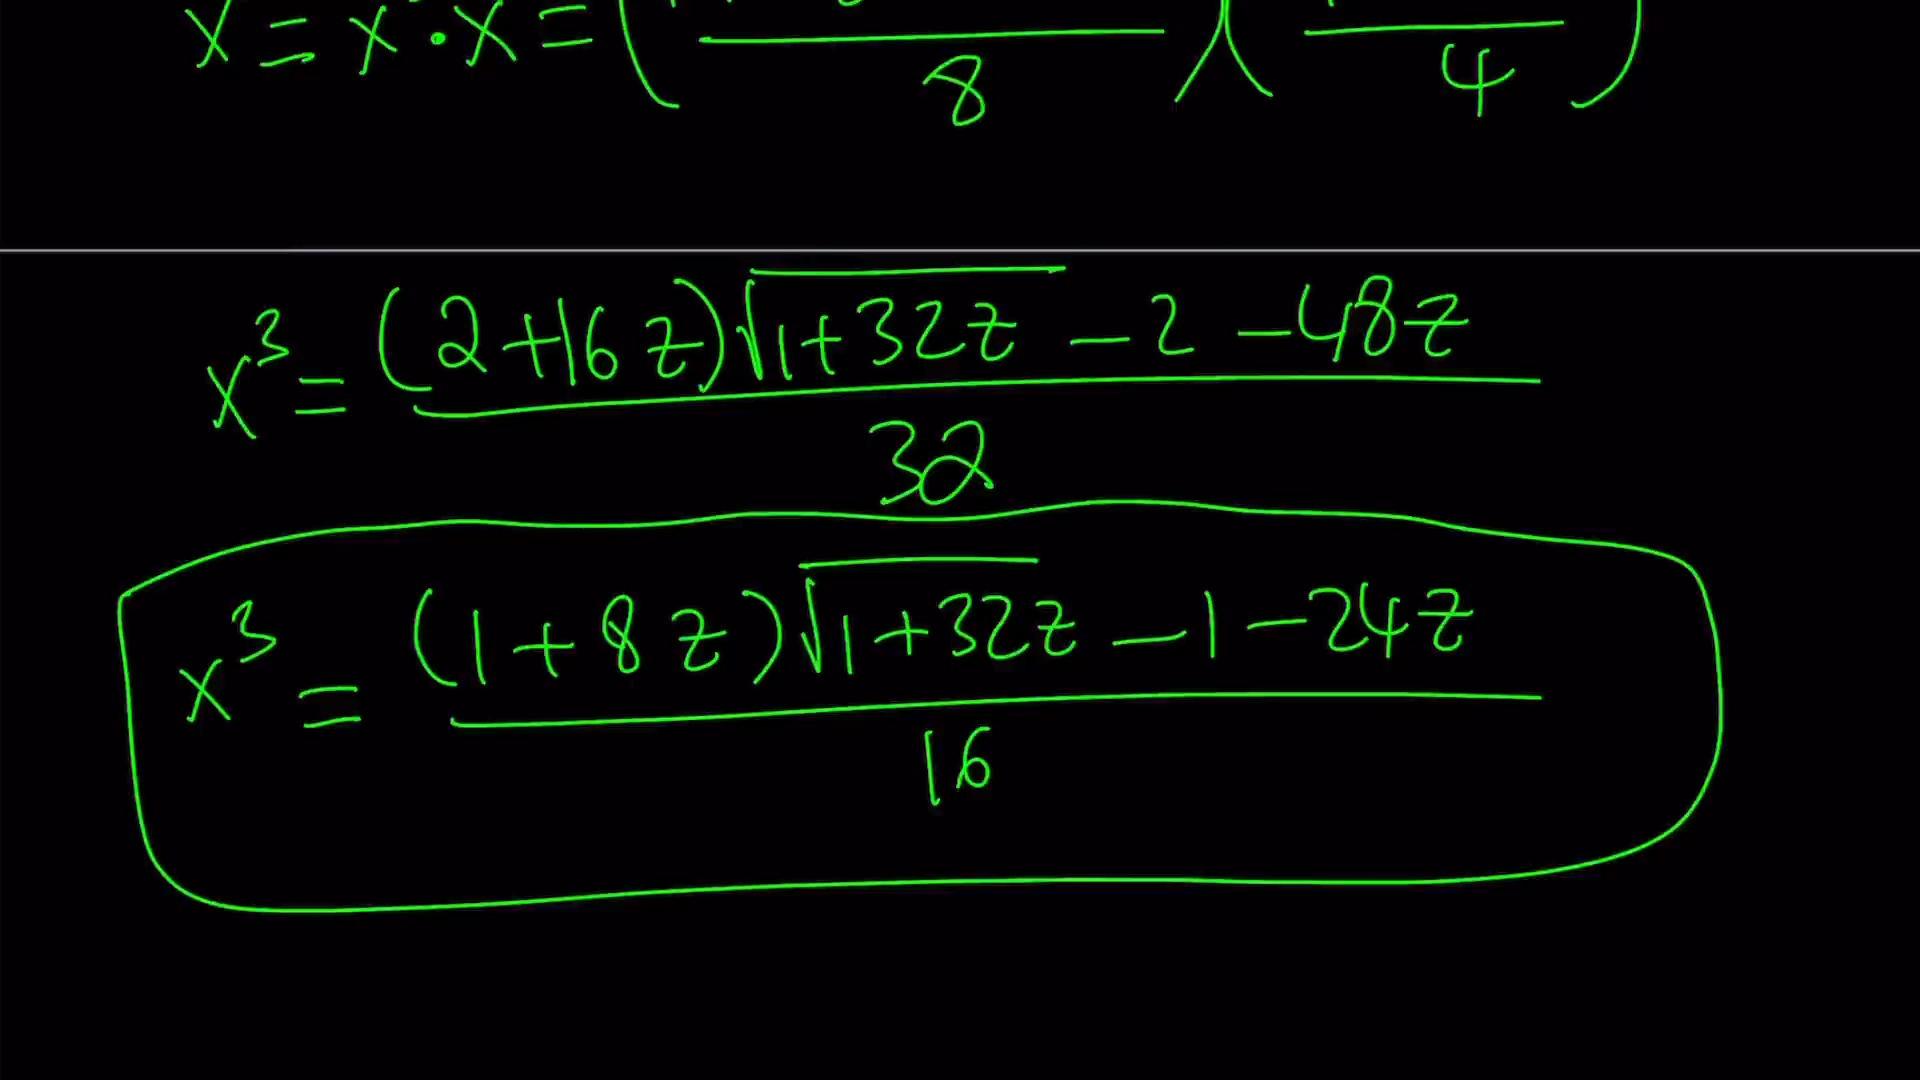 x = x · x = ( / 8 )( / 4 )
x³ = (2+16z)√(1+32z) - 2 - 48z / 32
x³ = (1+8z)√(1+32z) - 1 - 24z / 16